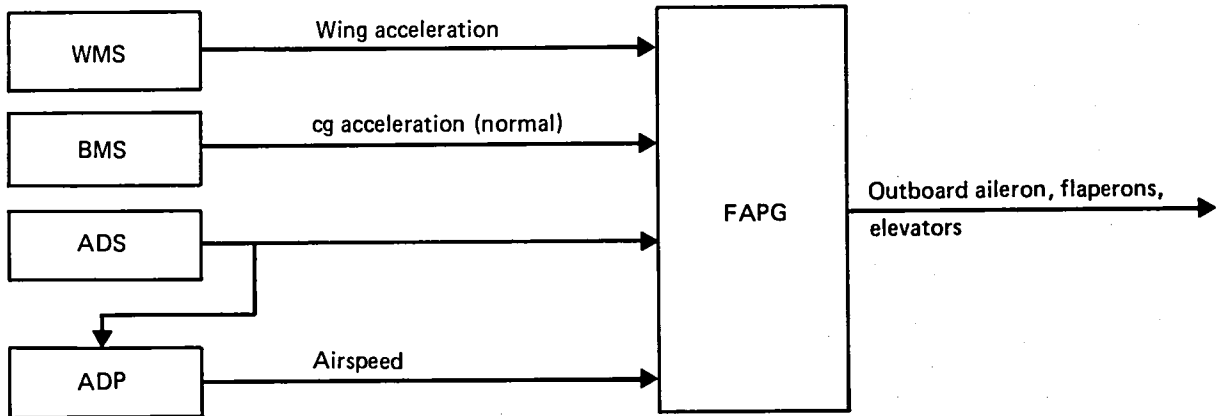 WMS
Wing acceleration
BMS
cg acceleration (normal)
ADS
FAPG
Outboard aileron, flaperons,
elevators
ADP
Airspeed